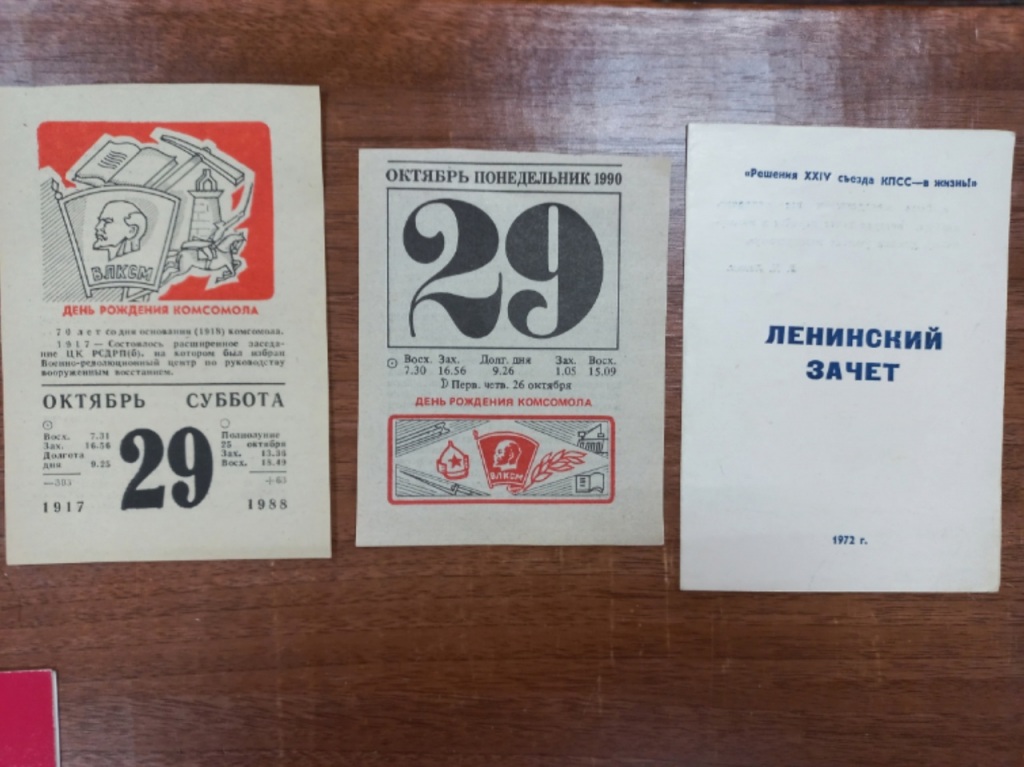 ВЛКСМ
ДЕНЬ РОЖДЕНИЯ КОМСОМОЛА
70 лет со дня основания (1918) комсомола.
1917 — Состоялось расширенное заседа-
ние ЦК РСДРП(б), на котором был избран
Военно-революционный центр по руководству
вооруженным восстанием.
ОКТЯБРЬ СУББОТА
Восх. 7.31
Зах. 16.56
Долгота
дня 9.25
—303
1917
29
Полнолуние
25 октября
Зах.
Восх.
+63
1988
ОКТЯБРЬ ПОНЕДЕЛЬНИК 1990
29
Восх. Зах. Долг. дня Зах. Восх.
7.30 16.56 9.26 1.05 15.09
Перв. четв. 26 октября
ДЕНЬ РОЖДЕНИЯ КОМСОМОЛА
ВЛКСМ
«Решения XXIV съезда КПСС—в жизнь!»
ЛЕНИНСКИЙ
ЗАЧЕТ
1972 г.